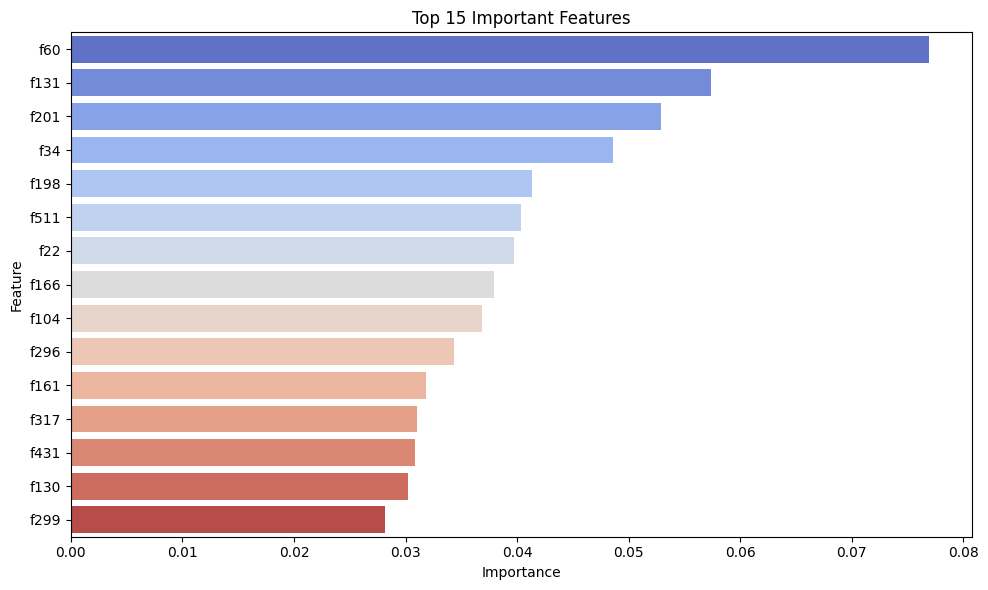 Top 15 Important Features
Feature
f60
f131
f201
f34
f198
f511
f22
f166
f104
f296
f161
f317
f431
f130
f299
0.00 0.01 0.02 0.03 0.04 0.05 0.06 0.07 0.08
Importance